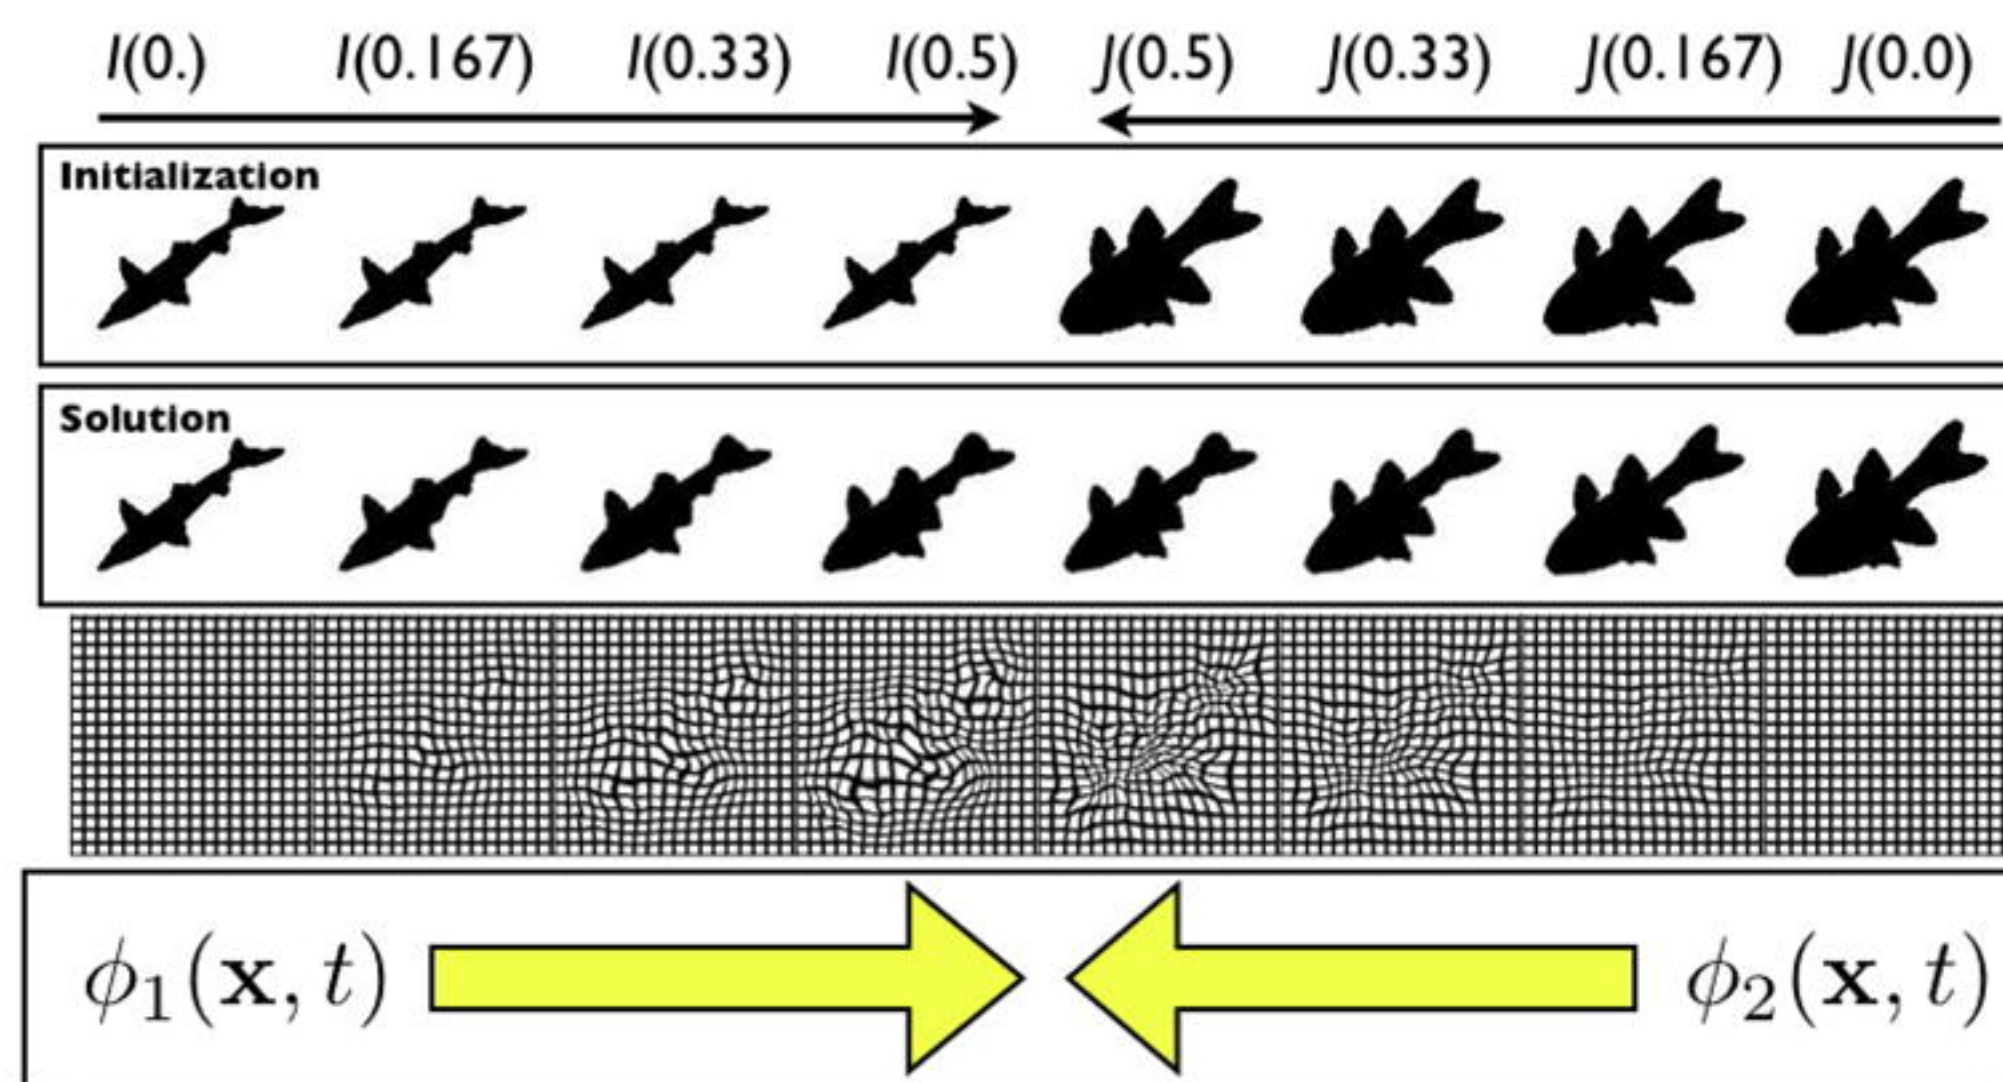 I(0.) I(0.167) I(0.33) I(0.5) J(0.5) J(0.33) J(0.167) J(0.0)
Initialization
Solution
ϕ₁(x, t) ϕ₂(x, t)